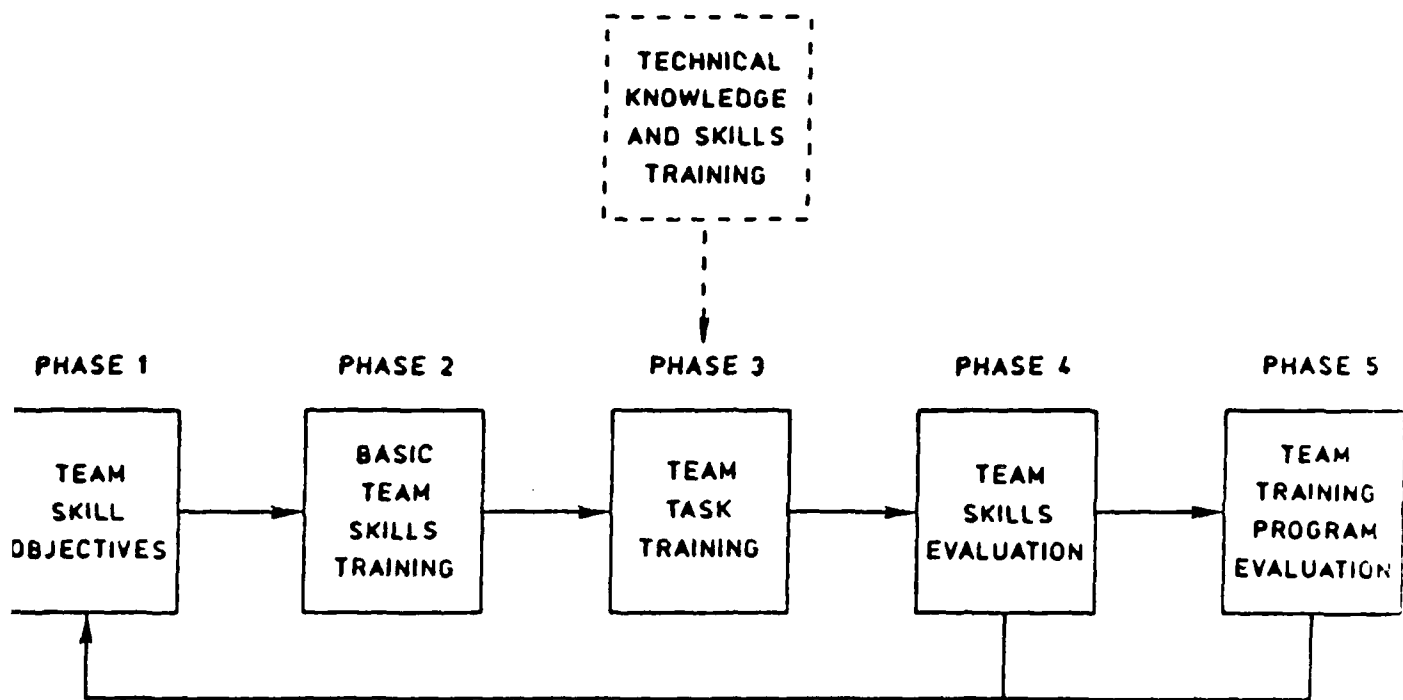 TECHNICAL
KNOWLEDGE
AND SKILLS
TRAINING
PHASE 1
PHASE 2
PHASE 3
PHASE 4
PHASE 5
TEAM
SKILL
OBJECTIVES
BASIC
TEAM
SKILLS
TRAINING
TEAM
TASK
TRAINING
TEAM
SKILLS
EVALUATION
TEAM
TRAINING
PROGRAM
EVALUATION